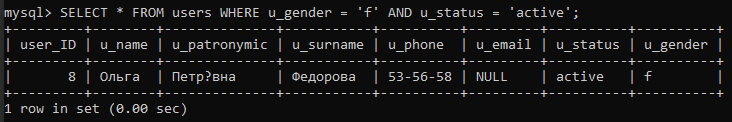 mysql> SELECT * FROM users WHERE u_gender = 'f' AND u_status = 'active';
+---------+--------+--------------+-----------+----------+---------+----------+----------+
| user_ID | u_name | u_patronymic | u_surname | u_phone | u_email | u_status | u_gender |
+---------+--------+--------------+-----------+----------+---------+----------+----------+
| 8 | Ольга | Петр?вна | Федорова | 53-56-58 | NULL | active | f |
+---------+--------+--------------+-----------+----------+---------+----------+----------+
1 row in set (0.00 sec)